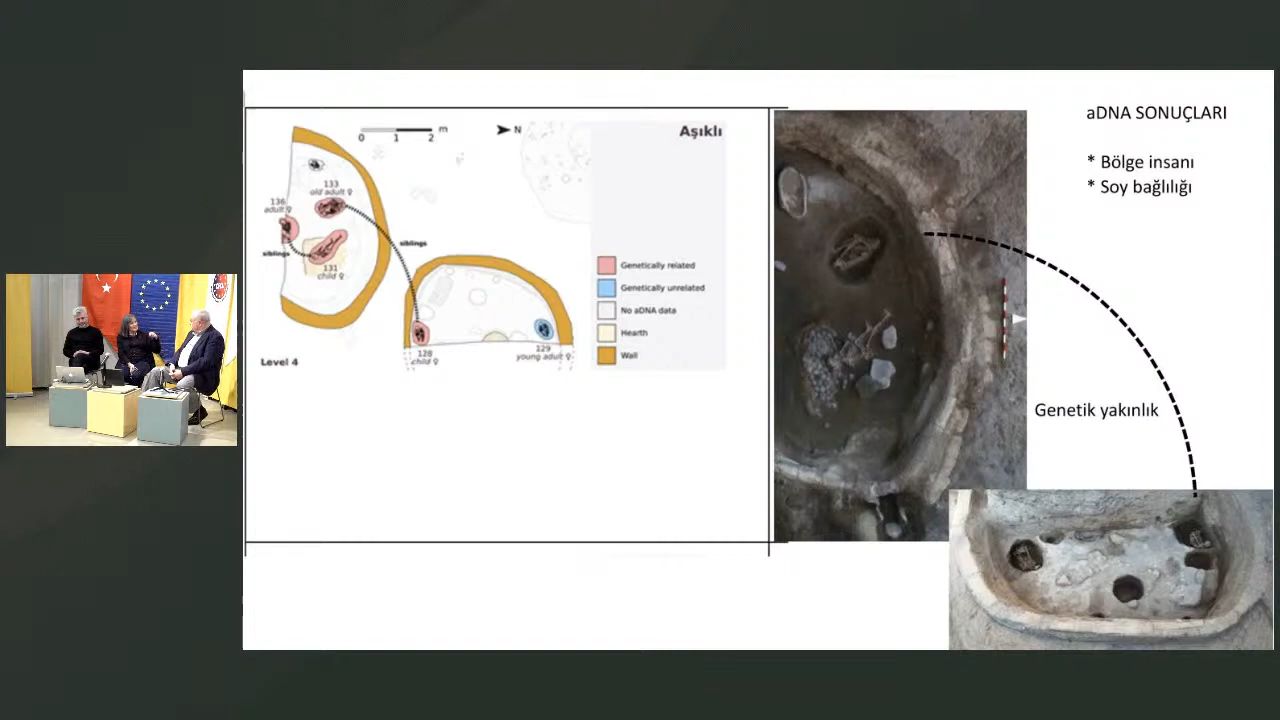 aDNA SONUÇLARI
* Bölge insanı
* Soy bağlılığı
Genetik yakınlık
Aşıklı
0 1 2 m
N
133
old adult ♀
136
adult ♀
siblings
131
child ♀
siblings
128
child ♀
129
young adult ♀
Level 4
Genetically related
Genetically unrelated
No aDNA data
Hearth
Wall